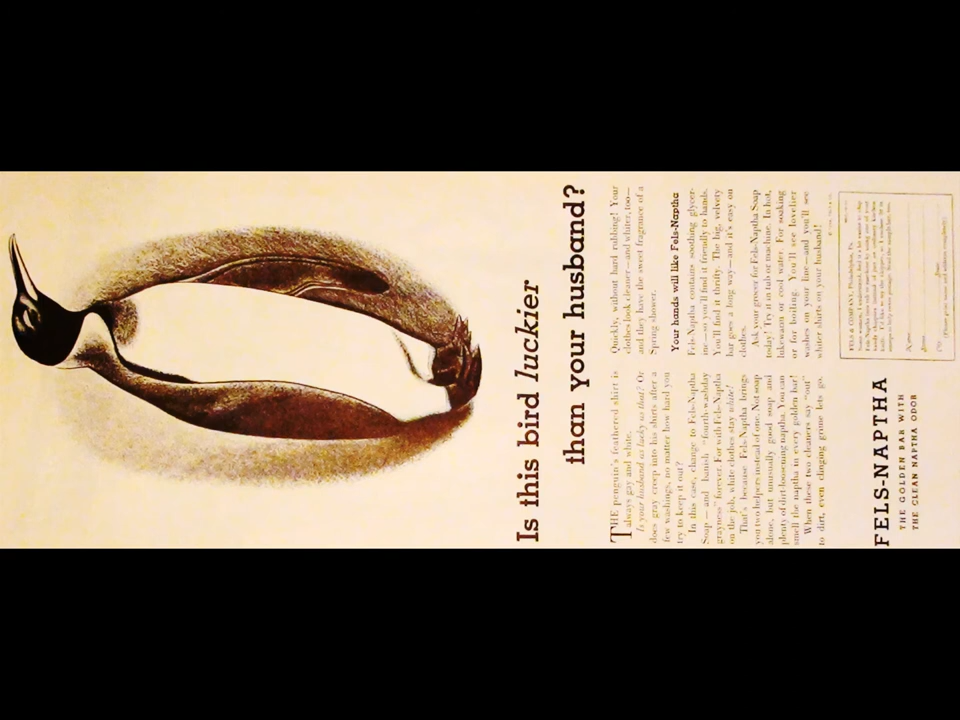 Is this bird luckier
than your husband?
THE penguin's feathered shirt is
always gay and white.
Is your husband as lucky as that? Or
does gray creep into his shirts after a
few washings, no matter how hard you
try to keep it out?
In this case, change to Fels-Naptha
Soap—and banish "fourth-washday
grayness" forever. For with Fels-Naptha
on the job, white clothes stay white!
That's because Fels-Naptha brings
you two helpers instead of one. Not soap
alone, but unusually good soap and
plenty of dirt-loosening naptha. You can
smell the naptha in every golden bar!
When these two cleaners say "out"
to dirt, even clinging grime lets go.
Quickly, without hard rubbing! Your
clothes look cleaner—and whiter, too—
and they have the sweet fragrance of a
Spring shower.
Your hands will like Fels-Naptha
Fels-Naptha contains soothing glycer-
ine—so you'll find it friendly to hands.
You'll find it thrifty. The big, velvety
bar goes a long way—and it's easy on
clothes.
Ask your grocer for Fels-Naptha Soap
today! Try it in tub or machine. In hot,
lukewarm or cool water. For soaking
or for boiling. You'll see lovelier
washes on your line—and you'll see
whiter shirts on your husband!
FELS-NAPTHA
THE GOLDEN BAR WITH
THE CLEAN NAPTHA ODOR
FELS & COMPANY, Philadelphia, Pa.
Name
Street
City State